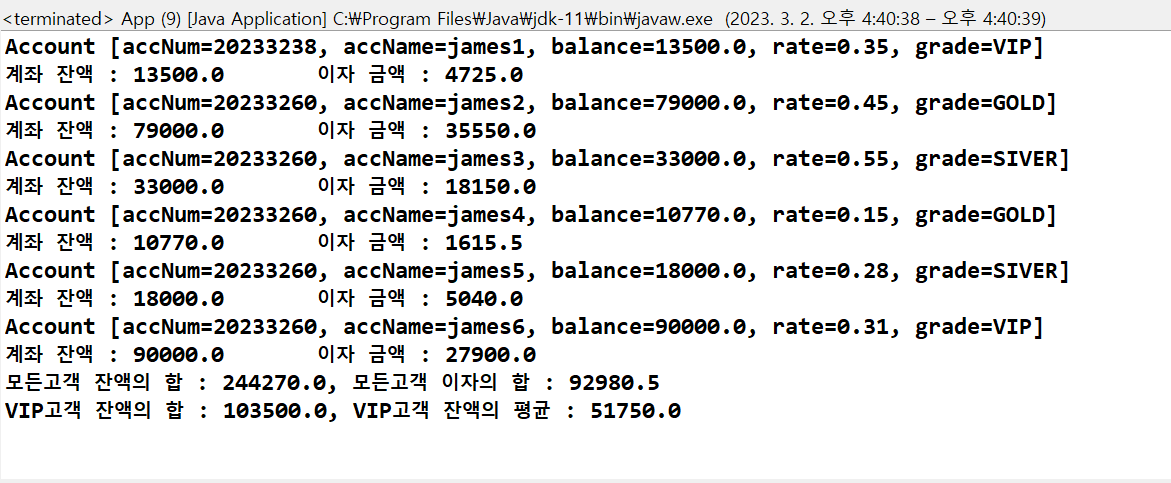 <terminated> App (9) [Java Application] C:₩Program Files₩Java₩jdk-11₩bin₩javaw.exe (2023. 3. 2. 오후 4:40:38 – 오후 4:40:39)
Account [accNum=20233238, accName=james1, balance=13500.0, rate=0.35, grade=VIP]
계좌 잔액 : 13500.0 이자 금액 : 4725.0
Account [accNum=20233260, accName=james2, balance=79000.0, rate=0.45, grade=GOLD]
계좌 잔액 : 79000.0 이자 금액 : 35550.0
Account [accNum=20233260, accName=james3, balance=33000.0, rate=0.55, grade=SIVER]
계좌 잔액 : 33000.0 이자 금액 : 18150.0
Account [accNum=20233260, accName=james4, balance=10770.0, rate=0.15, grade=GOLD]
계좌 잔액 : 10770.0 이자 금액 : 1615.5
Account [accNum=20233260, accName=james5, balance=18000.0, rate=0.28, grade=SIVER]
계좌 잔액 : 18000.0 이자 금액 : 5040.0
Account [accNum=20233260, accName=james6, balance=90000.0, rate=0.31, grade=VIP]
계좌 잔액 : 90000.0 이자 금액 : 27900.0
모든고객 잔액의 합 : 244270.0, 모든고객 이자의 합 : 92980.5
VIP고객 잔액의 합 : 103500.0, VIP고객 잔액의 평균 : 51750.0